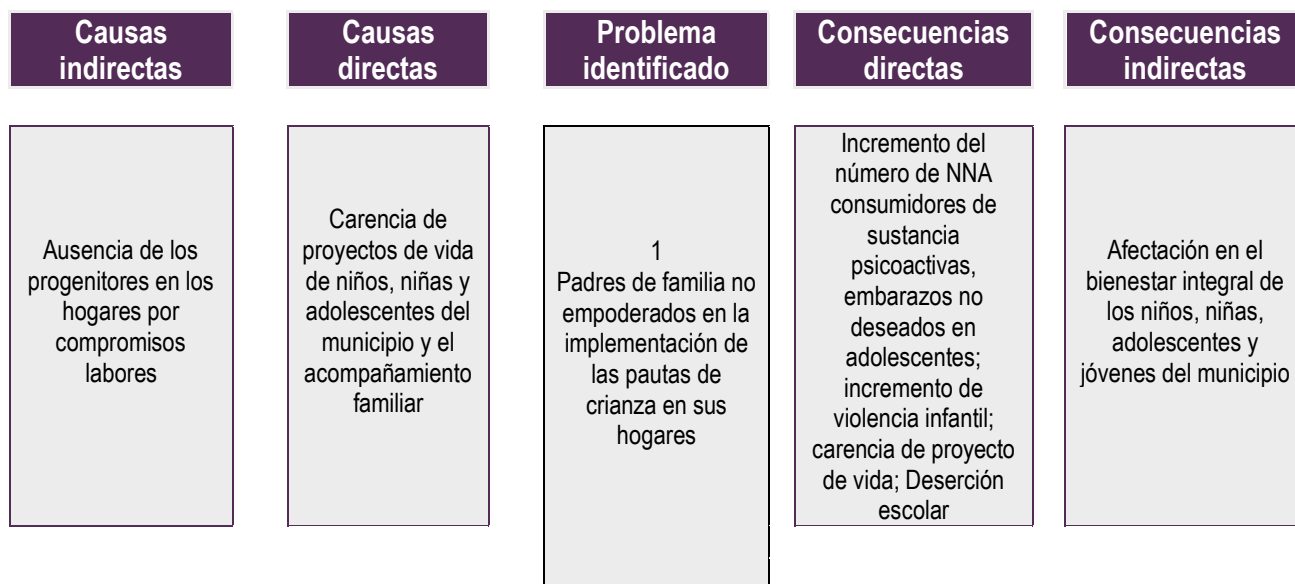 Causas
indirectas
Causas
directas
Problema
identificado
Consecuencias
directas
Consecuencias
indirectas
Ausencia de los
progenitores en los
hogares por
compromisos
labores
Carencia de
proyectos de vida
de niños, niñas y
adolescentes del
municipio y el
acompañamiento
familiar
1
Padres de familia no
empoderados en la
implementación de
las pautas de
crianza en sus
hogares
Incremento del
número de NNA
consumidores de
sustancia
psicoactivas,
embarazos no
deseados en
adolescentes;
incremento de
violencia infantil;
carencia de proyecto
de vida; Deserción
escolar
Afectación en el
bienestar integral de
los niños, niñas,
adolescentes y
jóvenes del municipio